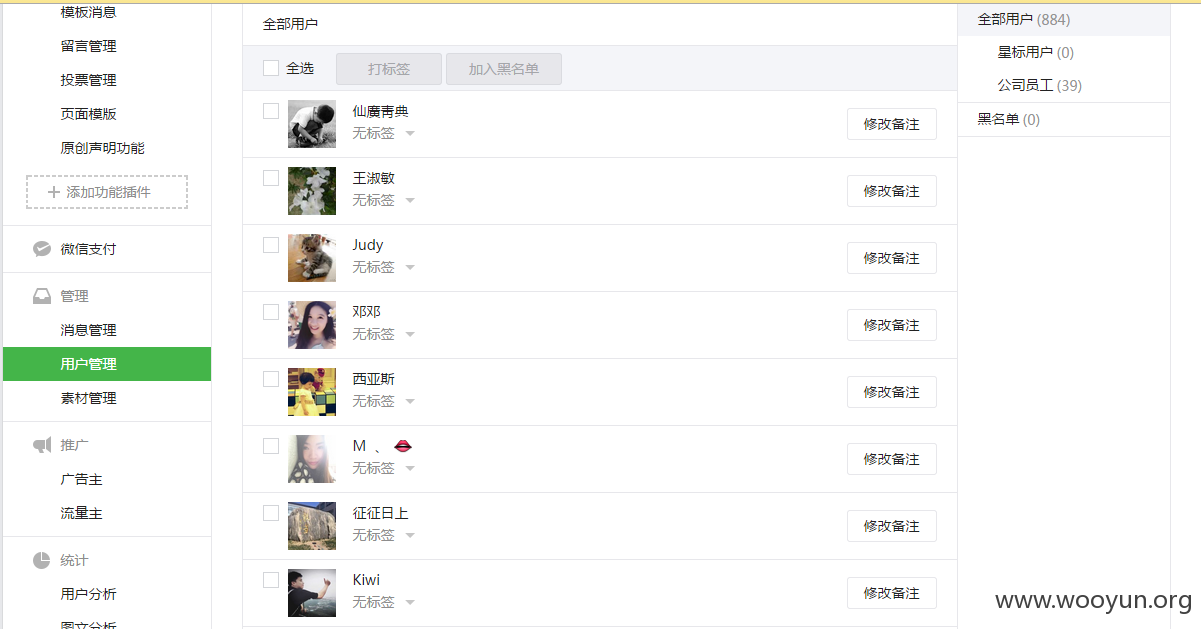 模板消息
留言管理
投票管理
页面模版
原创声明功能
添加功能插件
微信支付
管理
消息管理
用户管理
素材管理
推广
广告主
流量主
统计
用户分析
图文分析
全部用户
全选 打标签 加入黑名单
仙廣青典
无标签
修改备注
王淑敏
无标签
修改备注
Judy
无标签
修改备注
邓邓
无标签
修改备注
西亚斯
无标签
修改备注
M 、 👄
无标签
修改备注
征征日上
无标签
修改备注
Kiwi
无标签
修改备注
全部用户 (884)
星标用户 (0)
公司员工 (39)
黑名单 (0)
www.wooyun.org